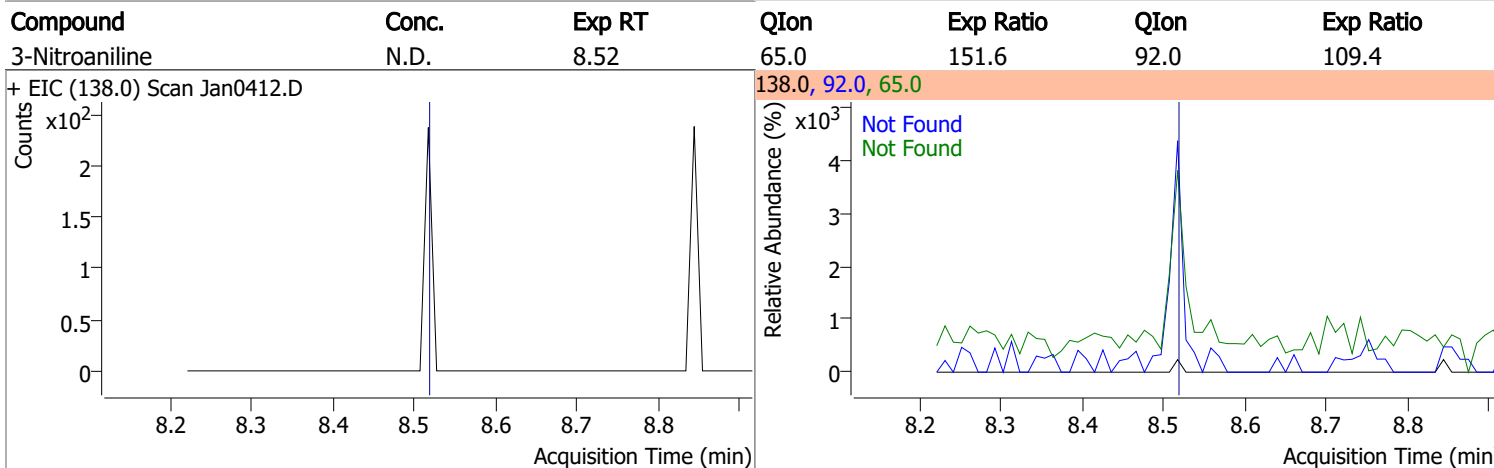 Compound Conc. Exp RT QIon Exp Ratio QIon Exp Ratio
3-Nitroaniline N.D. 8.52 65.0 151.6 92.0 109.4
+ EIC (138.0) Scan Jan0412.D
Counts
x10²
2
1.5
1
0.5
0
8.2 8.3 8.4 8.5 8.6 8.7 8.8
Acquisition Time (min)
138.0, 92.0, 65.0
Relative Abundance (%)
x10³
Not Found
Not Found
4
3
2
1
0
8.2 8.3 8.4 8.5 8.6 8.7 8.8
Acquisition Time (min